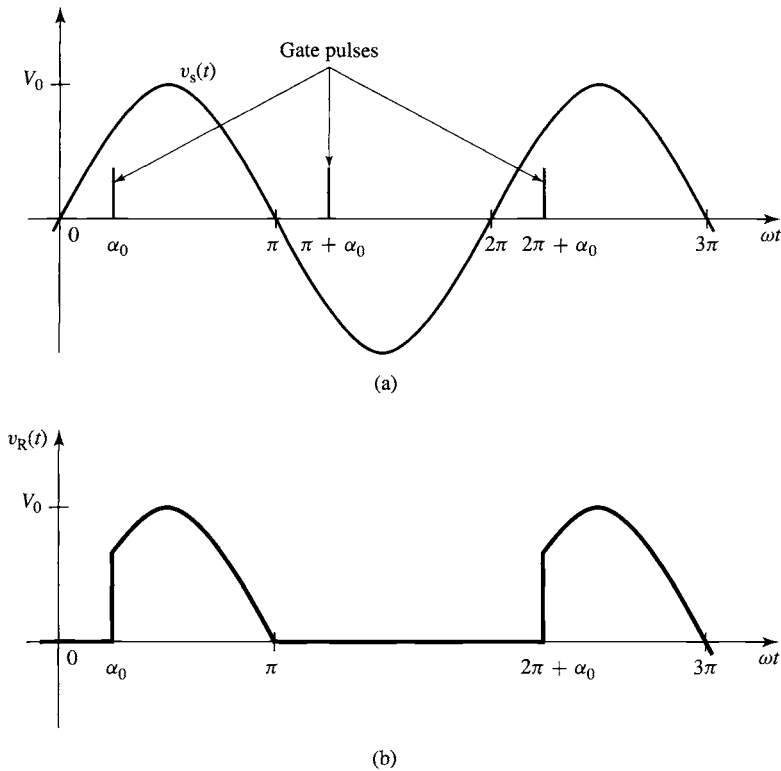 Gate pulses
V₀
vₛ(t)
0
α₀
π
π + α₀
2π
2π + α₀
3π
ωt
(a)
v_R(t)
V₀
0
α₀
π
2π + α₀
3π
ωt
(b)